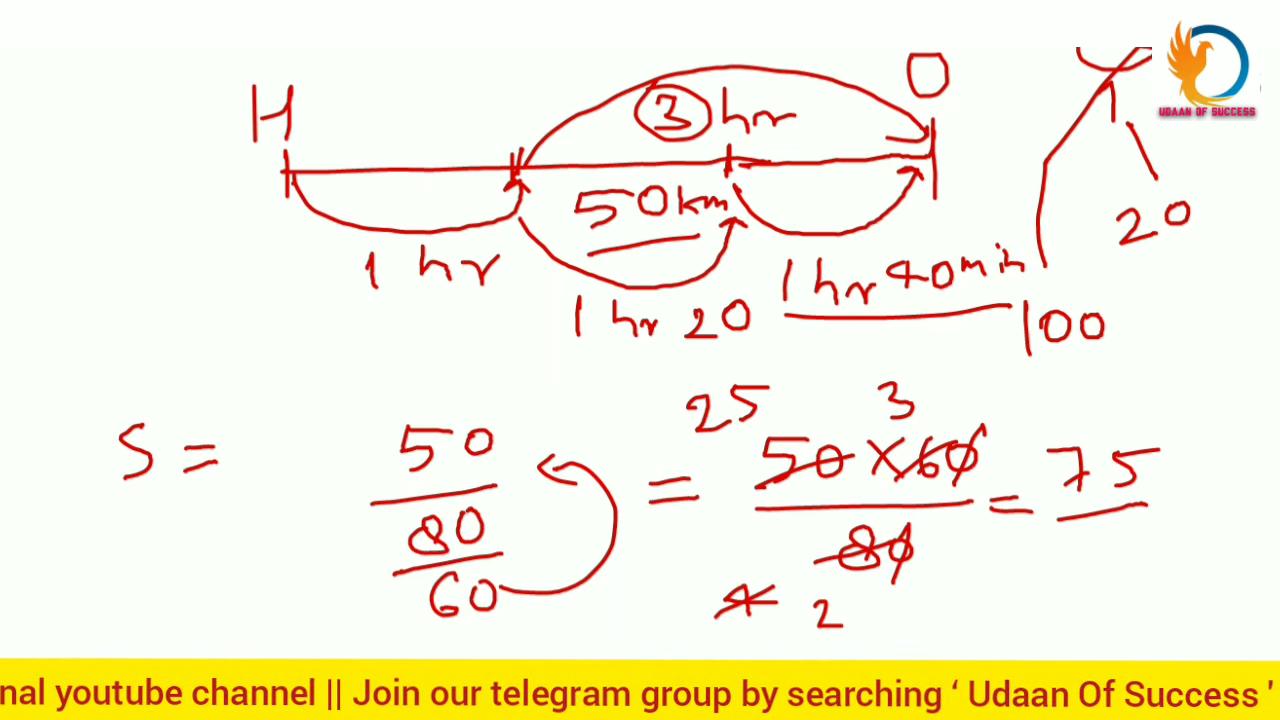 H
3 hr
O
50km
1 hr
1 hr 20
1 hr 40min
20
100
UDAAN OF SUCCESS
S = 50 / 80 / 60 = 50 × 60 / 80 = 75
25 3
4 2
nal youtube channel || Join our telegram group by searching ‘ Udaan Of Success '